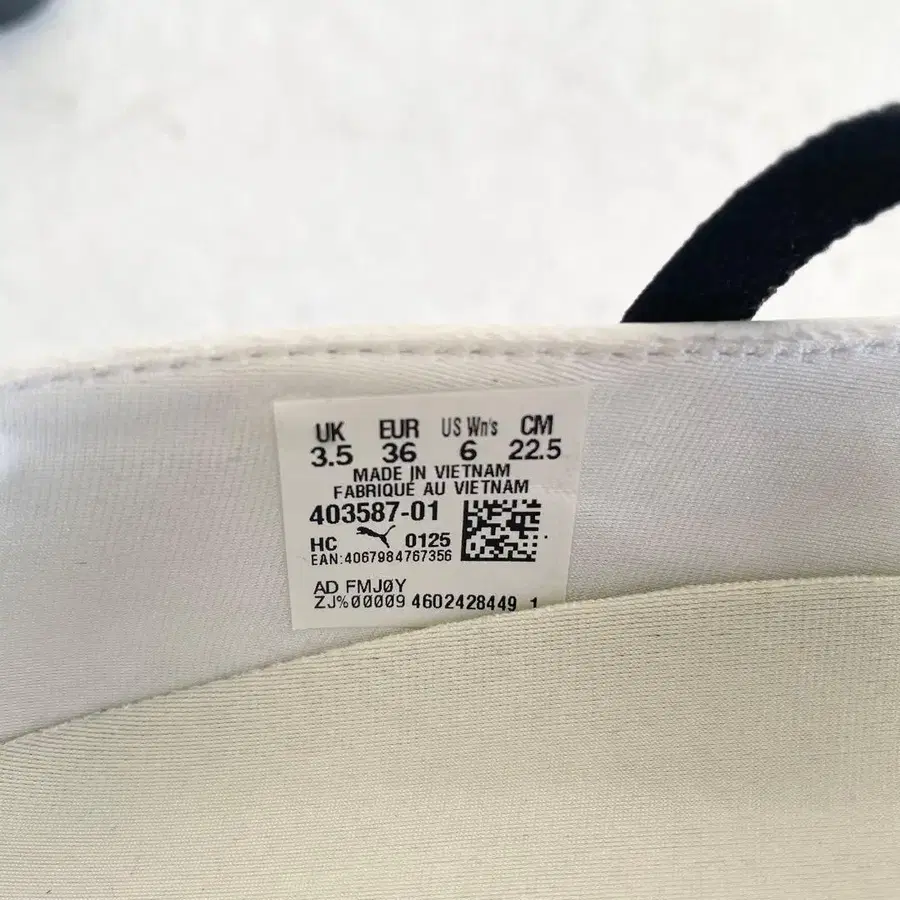 UK EUR US Wn's CM
3.5 36 6 22.5
MADE IN VIETNAM
FABRIQUÉ AU VIETNAM
403587-01
HC 0125
EAN:4067984767356
AD FMJ0Y
ZJ%00009 4602428449 1